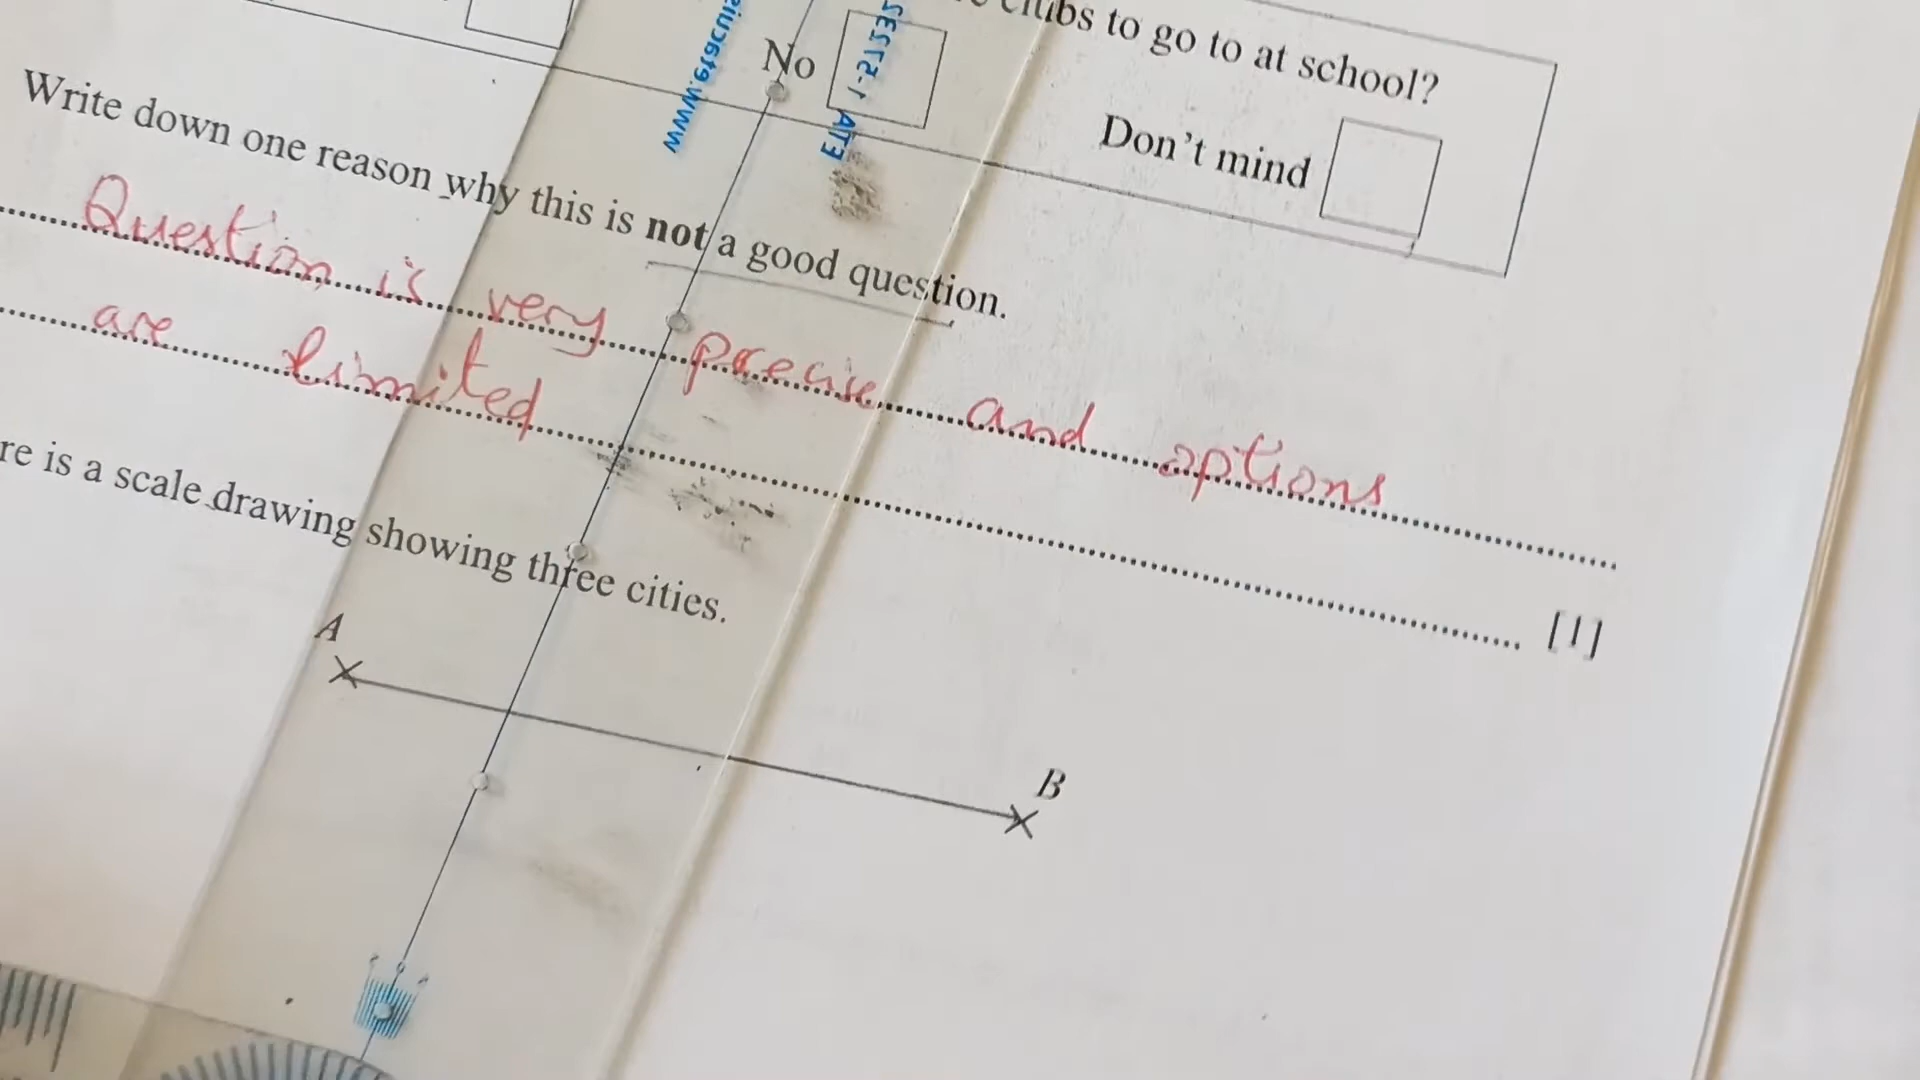 clubs to go to at school?
No
Don't mind
Write down one reason why this is not a good question.
Question is very precise and options
are limited
[1]
re is a scale drawing showing three cities.
A
B